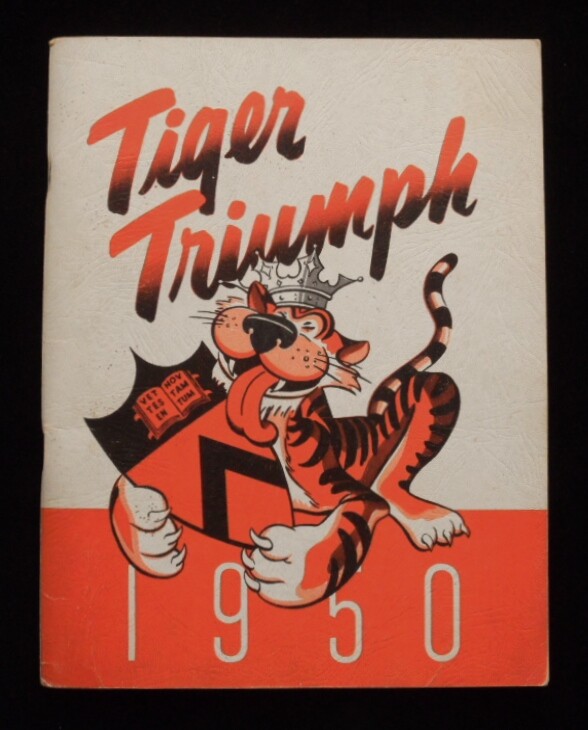 Tiger
Triumph
VET NOV
TES TAM
EN TUM
1950